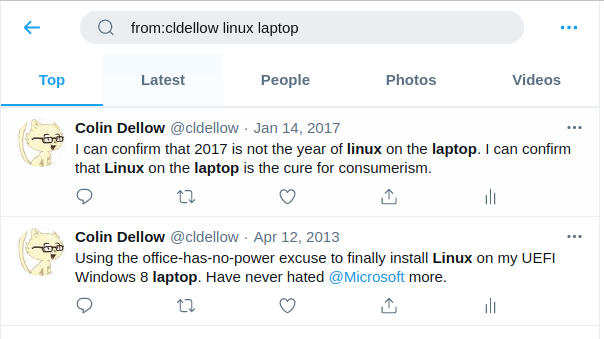 from:cldellow linux laptop
Top Latest People Photos Videos
Colin Dellow @cldellow · Jan 14, 2017
I can confirm that 2017 is not the year of linux on the laptop. I can confirm
that Linux on the laptop is the cure for consumerism.
Colin Dellow @cldellow · Apr 12, 2013
Using the office-has-no-power excuse to finally install Linux on my UEFI
Windows 8 laptop. Have never hated @Microsoft more.